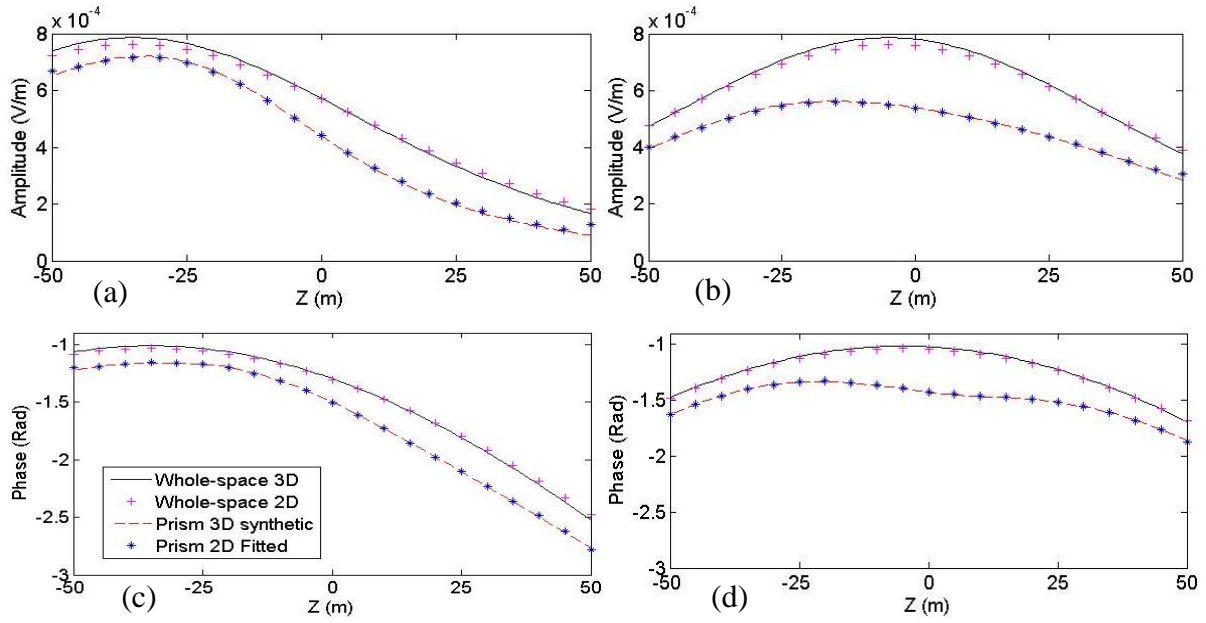 x 10⁻⁴
8
6
4
2
0
Amplitude (V/m)
-50
-25
0
25
50
Z (m)
(a)
x 10⁻⁴
8
6
4
2
0
Amplitude (V/m)
-50
-25
0
25
50
Z (m)
(b)
-1
-1.5
-2
-2.5
-3
Phase (Rad)
Whole-space 3D
Whole-space 2D
Prism 3D synthetic
Prism 2D Fitted
-50
-25
0
25
50
Z (m)
(c)
-1
-1.5
-2
-2.5
-3
Phase (Rad)
-50
-25
0
25
50
Z (m)
(d)